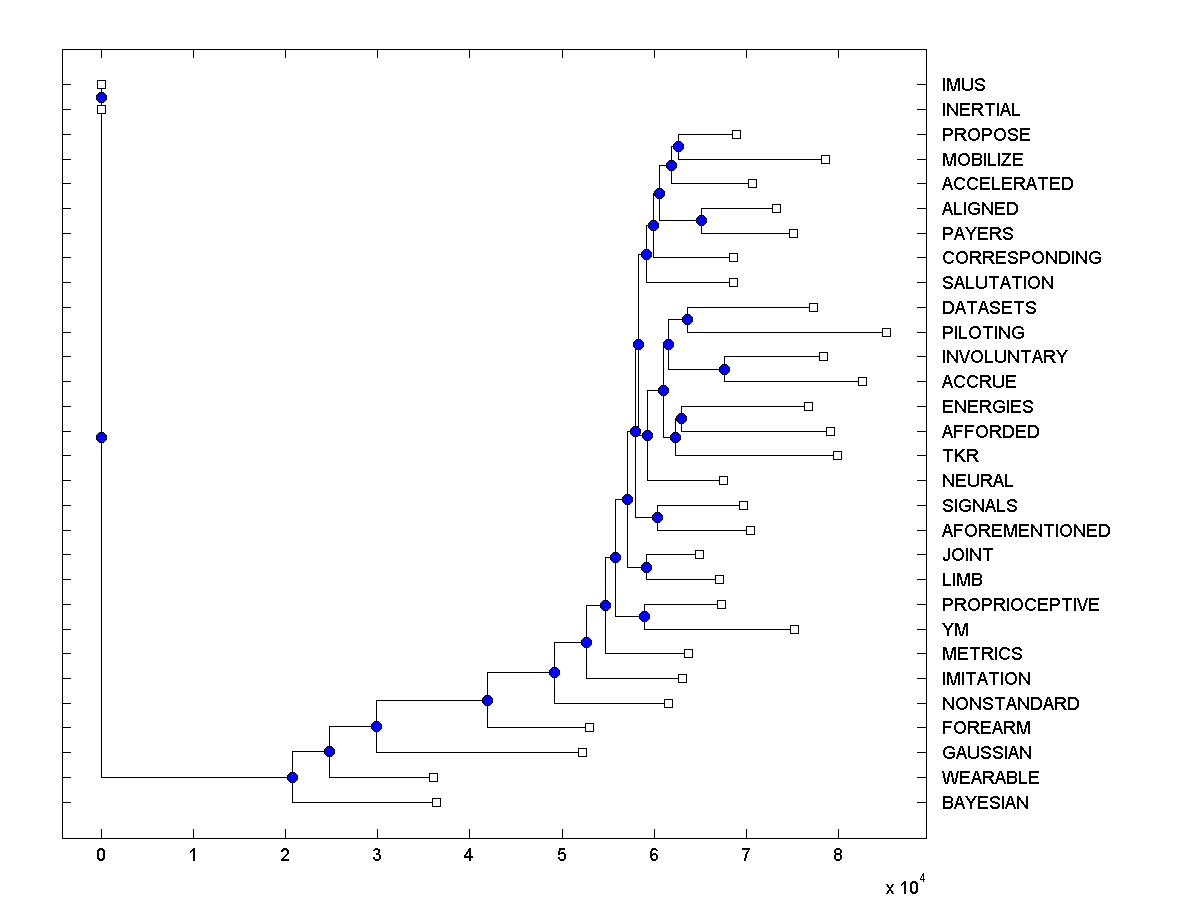 IMUS
INERTIAL
PROPOSE
MOBILIZE
ACCELERATED
ALIGNED
PAYERS
CORRESPONDING
SALUTATION
DATASETS
PILOTING
INVOLUNTARY
ACCRUE
ENERGIES
AFFORDED
TKR
NEURAL
SIGNALS
AFOREMENTIONED
JOINT
LIMB
PROPRIOCEPTIVE
YM
METRICS
IMITATION
NONSTANDARD
FOREARM
GAUSSIAN
WEARABLE
BAYESIAN
0 1 2 3 4 5 6 7 8
x 10^4